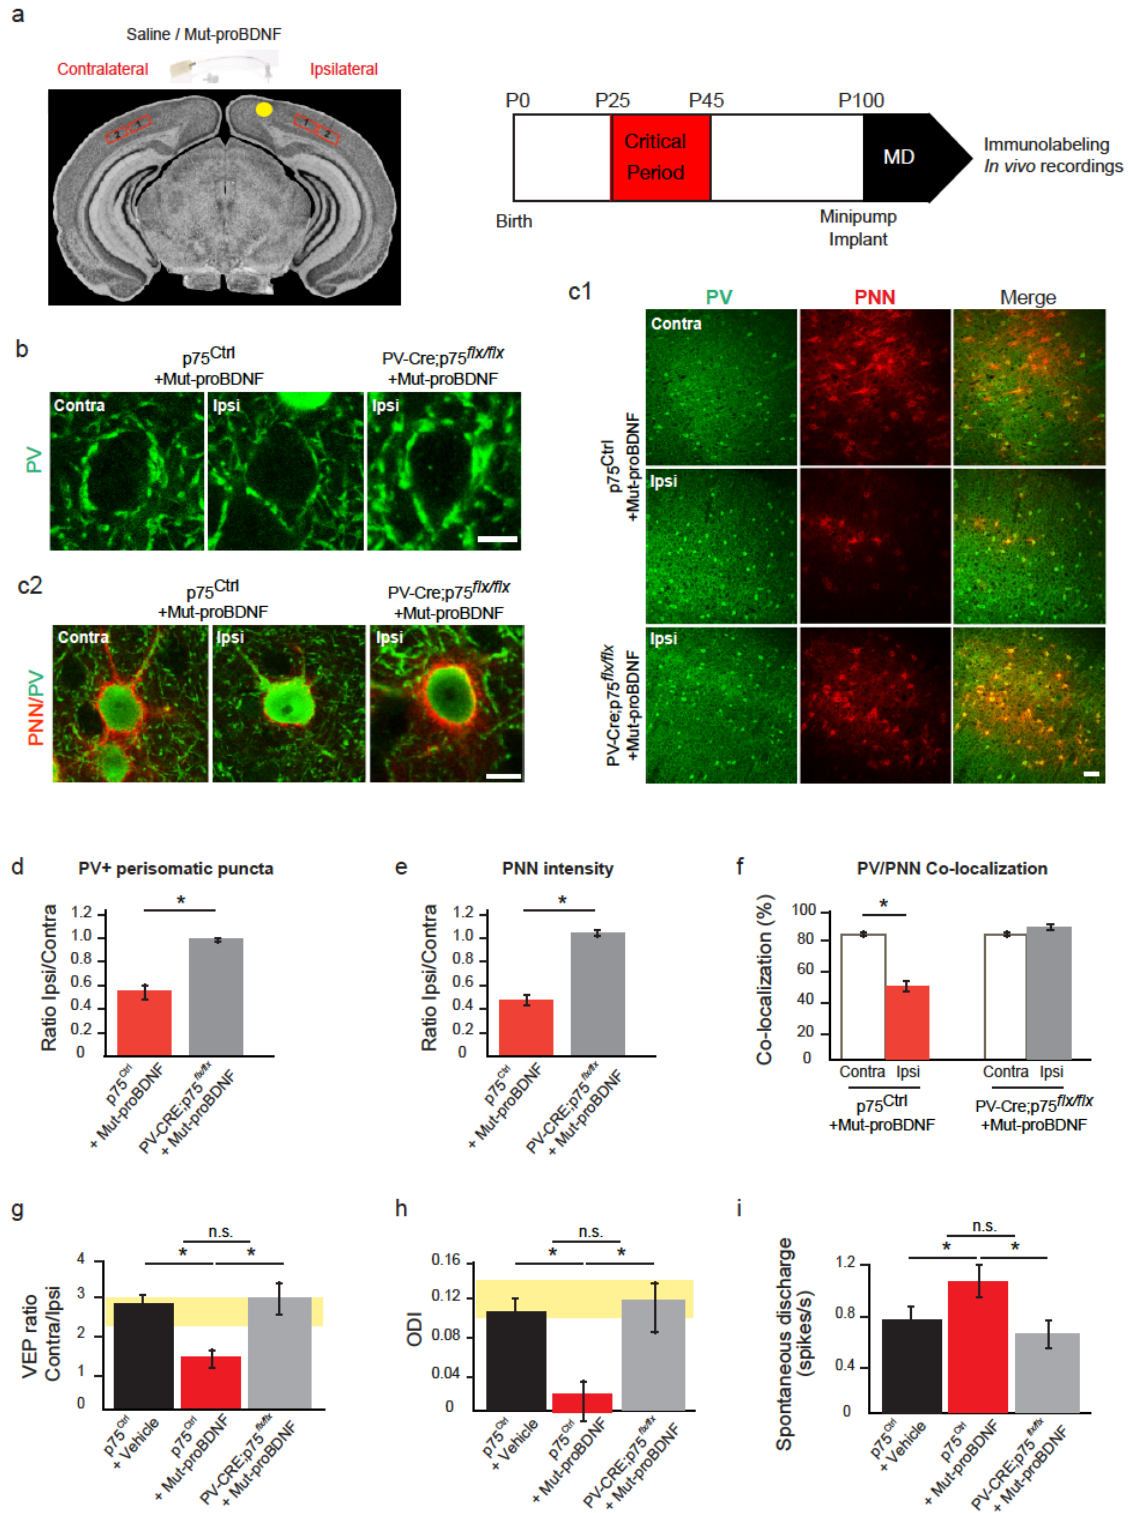 a
Saline / Mut-proBDNF
Contralateral
Ipsilateral
2 1
1 2
P0 P25 P45 P100
Critical
Period
MD
Immunolabeling
In vivo recordings
Birth
Minipump
Implant
b
p75Ctrl
+Mut-proBDNF
PV-Cre;p75flx/flx
+Mut-proBDNF
PV
Contra
Ipsi
Ipsi
c1
PV PNN Merge
p75Ctrl
+Mut-proBDNF
Contra
Ipsi
PV-Cre;p75flx/flx
+Mut-proBDNF
Ipsi
c2
p75Ctrl
+Mut-proBDNF
PV-Cre;p75flx/flx
+Mut-proBDNF
PNN/PV
Contra
Ipsi
Ipsi
d
PV+ perisomatic puncta
Ratio Ipsi/Contra
1.2
1.0
0.8
0.6
0.4
0.2
0
*
p75Ctrl
+ Mut-proBDNF
PV-CRE;p75flx/flx
+ Mut-proBDNF
e
PNN intensity
Ratio Ipsi/Contra
1.2
1.0
0.8
0.6
0.4
0.2
0
*
p75Ctrl
+ Mut-proBDNF
PV-CRE;p75flx/flx
+ Mut-proBDNF
f
PV/PNN Co-localization
Co-localization (%)
100
80
60
40
20
0
*
Contra Ipsi
Contra Ipsi
p75Ctrl
+Mut-proBDNF
PV-Cre;p75flx/flx
+Mut-proBDNF
g
VEP ratio
Contra/Ipsi
4
3
2
1
0
n.s.
* *
p75Ctrl
+ Vehicle
p75Ctrl
+ Mut-proBDNF
PV-CRE;p75flx/flx
+ Mut-proBDNF
h
ODI
0.16
0.12
0.08
0.04
0
n.s.
* *
p75Ctrl
+ Vehicle
p75Ctrl
+ Mut-proBDNF
PV-CRE;p75flx/flx
+ Mut-proBDNF
i
Spontaneous discharge
(spikes/s)
1.2
0.8
0.4
0
n.s.
* *
p75Ctrl
+ Vehicle
p75Ctrl
+ Mut-proBDNF
PV-CRE;p75flx/flx
+ Mut-proBDNF